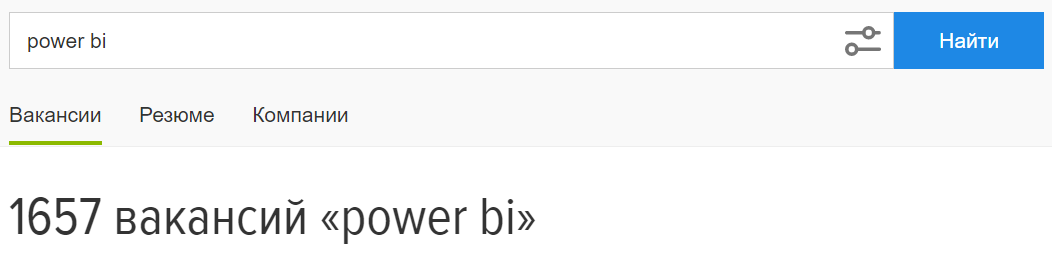 power bi
Найти
Вакансии Резюме Компании
1657 вакансий «power bi»